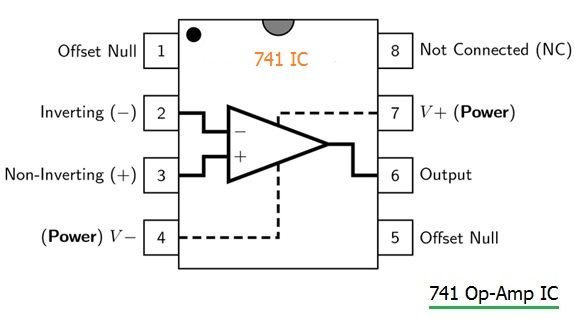 741 IC
Offset Null 1
8 Not Connected (NC)
Inverting (−) 2
7 V+ (Power)
−
+
Non-Inverting (+) 3
6 Output
(Power) V− 4
5 Offset Null
741 Op-Amp IC